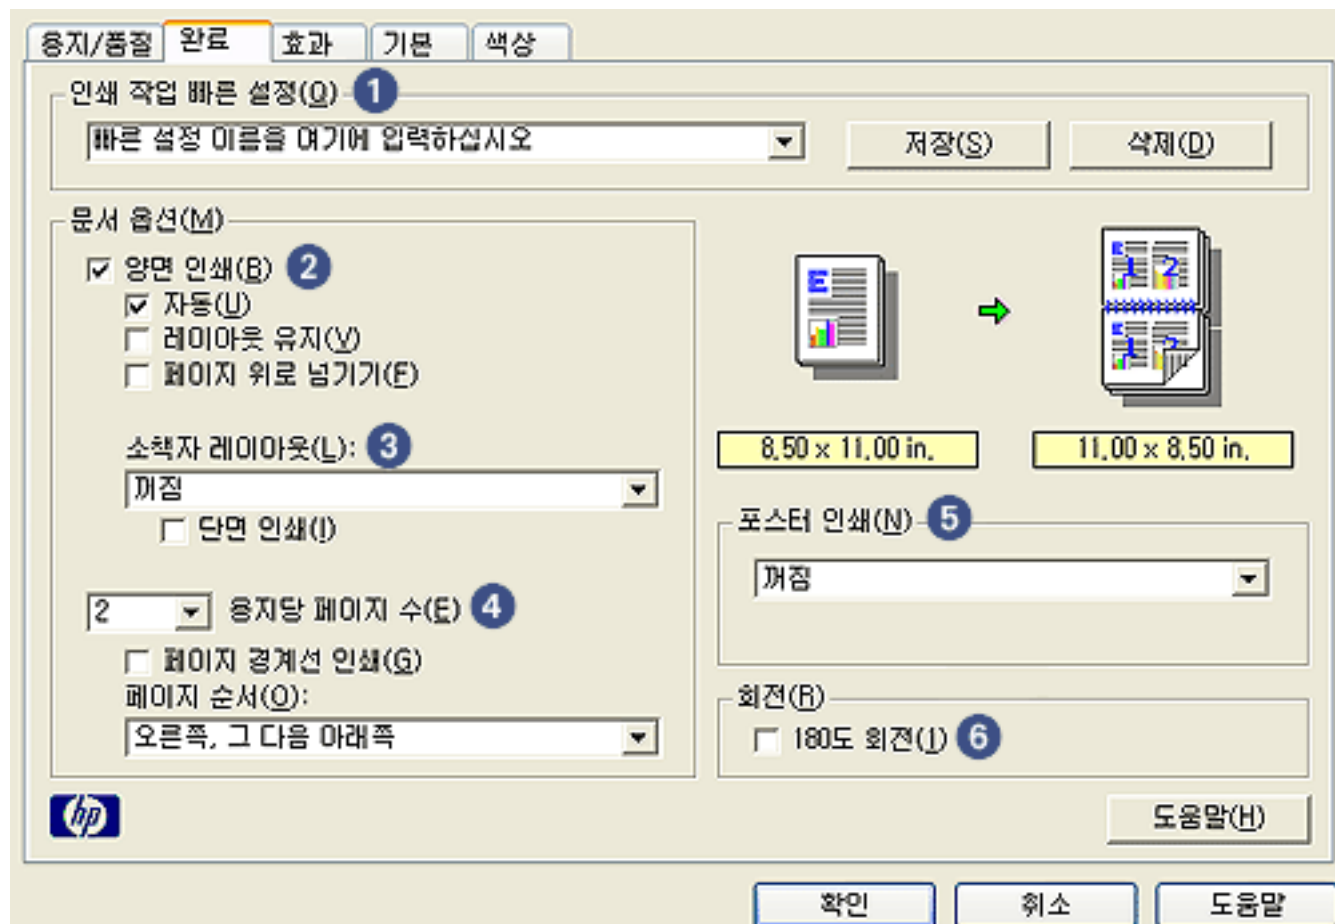 용지/품질 완료 효과 기본 색상
인쇄 작업 빠른 설정(Q) 1
빠른 설정 이름을 여기에 입력하십시오 저장(S) 삭제(D)
문서 옵션(M)
양면 인쇄(B) 2
자동(U)
레이아웃 유지(V)
페이지 위로 넘기기(F)
소책자 레이아웃(L): 3
꺼짐
단면 인쇄(I)
2 용지당 페이지 수(E) 4
페이지 경계선 인쇄(G)
페이지 순서(O):
오른쪽, 그 다음 아래쪽
E
E 1 2
E 1 2
8.50 x 11.00 in.
11.00 x 8.50 in.
포스터 인쇄(N) 5
꺼짐
회전(R)
180도 회전(J) 6
hp
도움말(H)
확인 취소 도움말